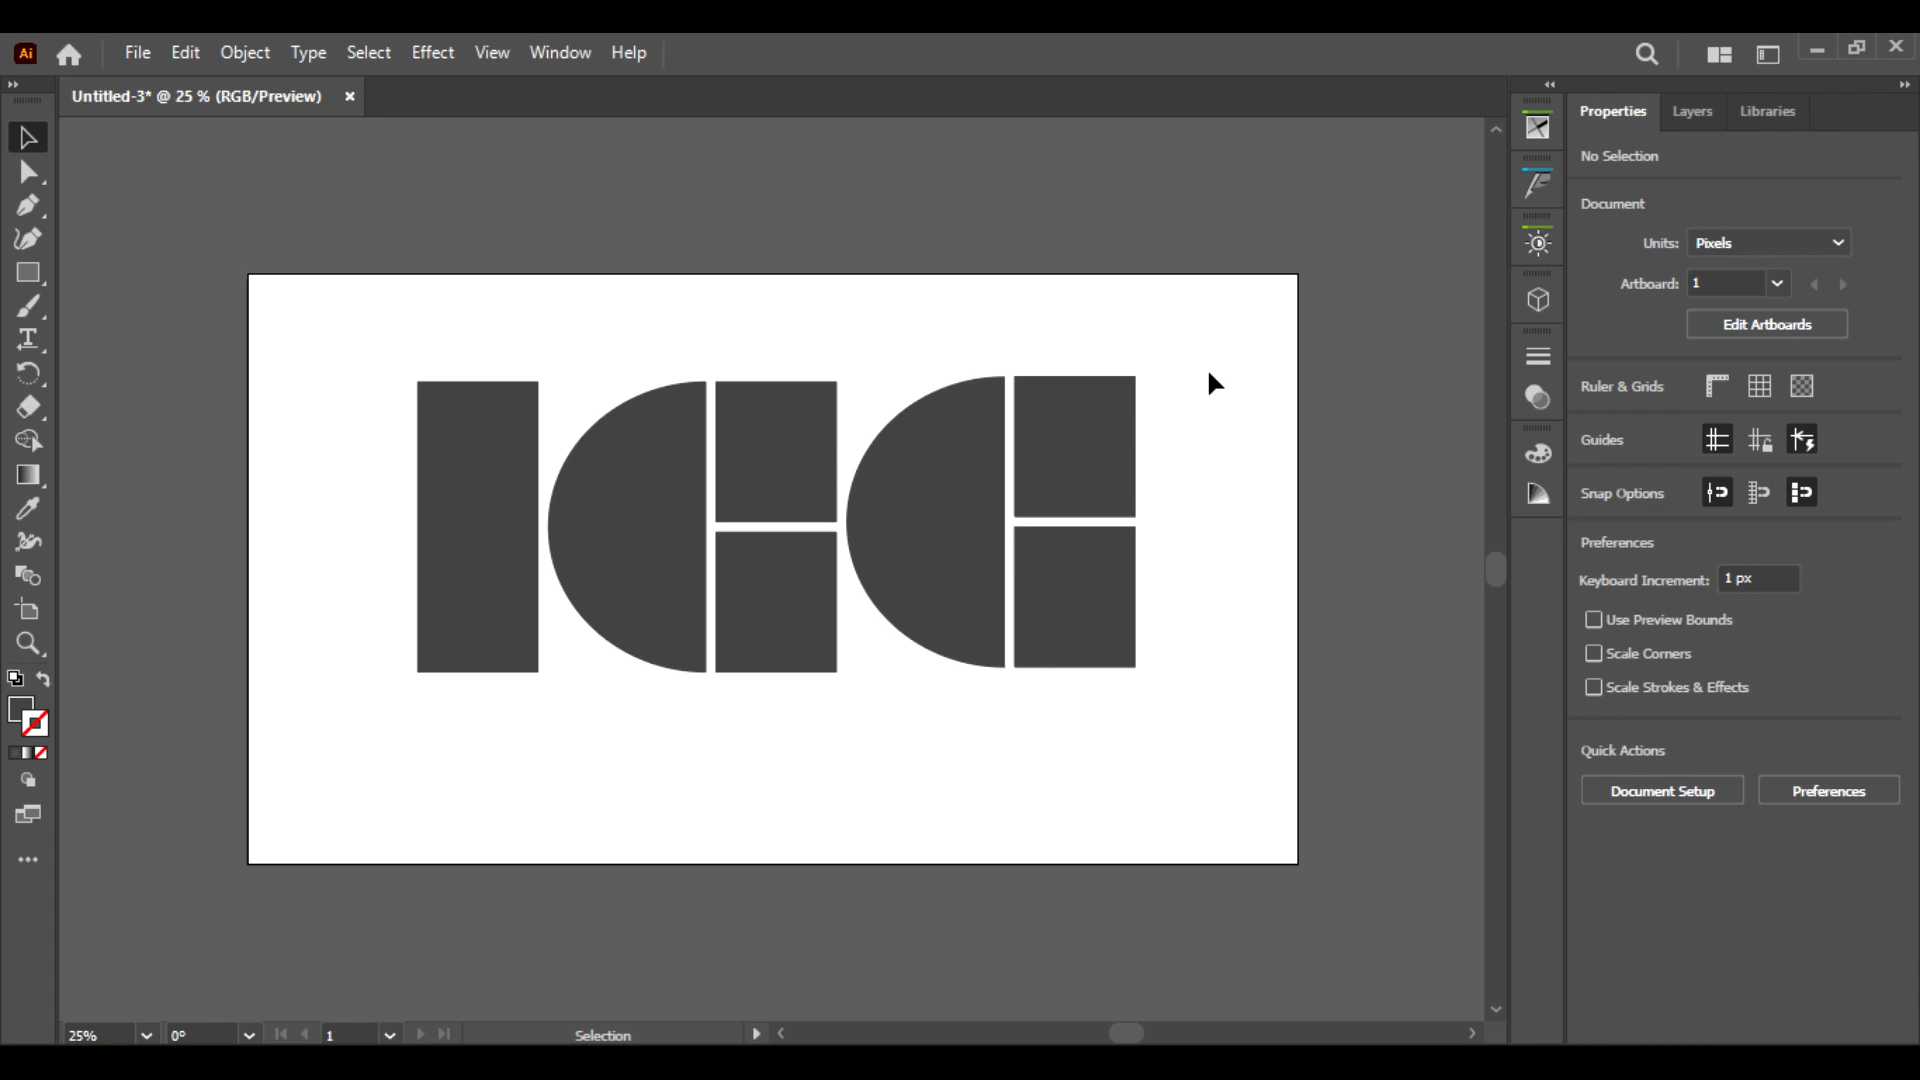 Ai File Edit Object Type Select Effect View Window Help
Untitled-3* @ 25 % (RGB/Preview) ×
Properties Layers Libraries
No Selection
Document
Units: Pixels
Artboard: 1
Edit Artboards
Ruler & Grids
Guides
Snap Options
Preferences
Keyboard Increment: 1 px
Use Preview Bounds
Scale Corners
Scale Strokes & Effects
Quick Actions
Document Setup Preferences
25% 0° 1 Selection